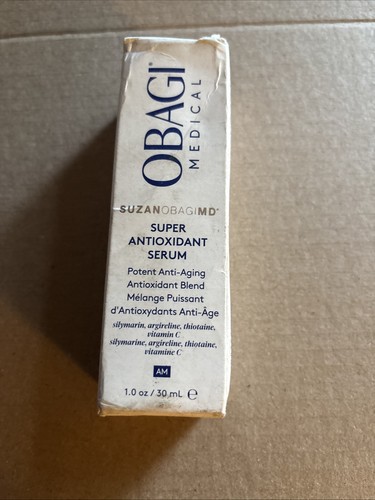 OBAGI®
MEDICAL
SUZANOBAGIMD®
SUPER
ANTIOXIDANT
SERUM
Potent Anti-Aging
Antioxidant Blend
Mélange Puissant
d'Antioxydants Anti-Âge
silymarin, argireline, thiotaine,
vitamin C
silymarine, argireline, thiotaine,
vitamine C
AM
1.0 oz / 30 mL ℮